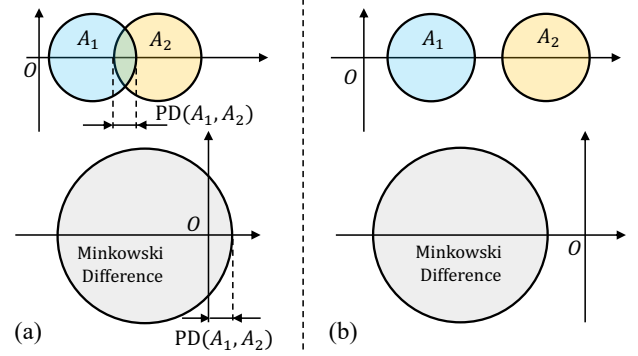 A₁ A₂
O
PD(A₁, A₂)
O
Minkowski
Difference
(a)
PD(A₁, A₂)
A₁ A₂
O
O
Minkowski
Difference
(b)